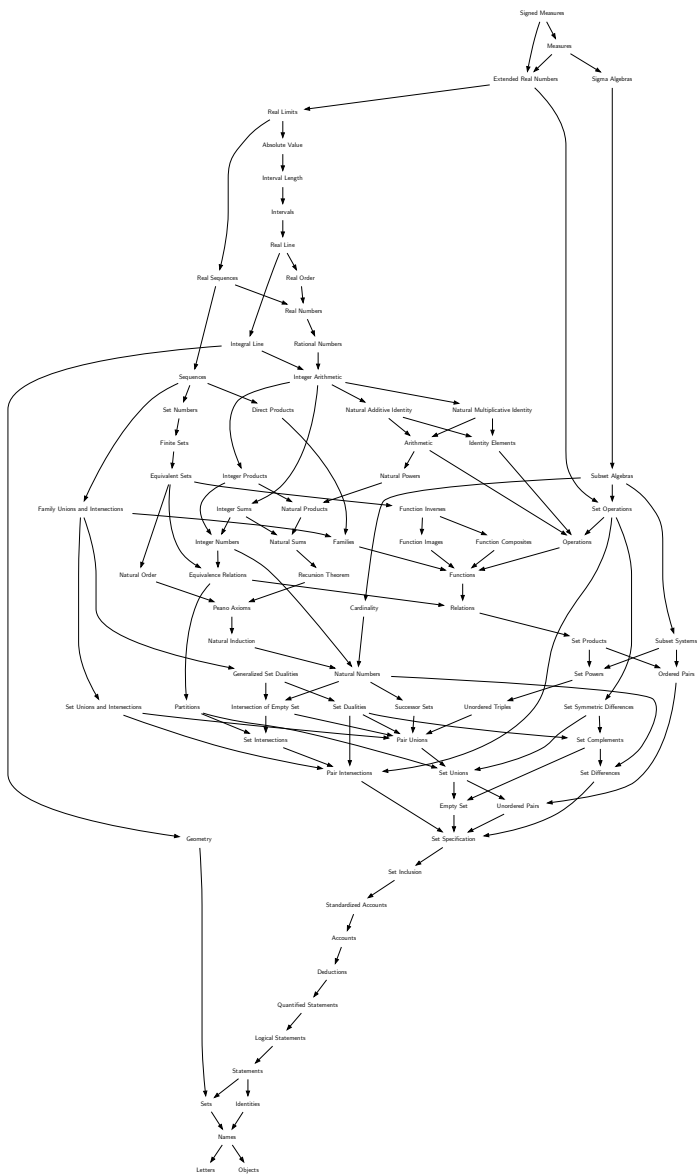 Signed Measures
Measures
Extended Real Numbers
Sigma Algebras
Real Limits
Absolute Value
Interval Length
Intervals
Real Line
Real Sequences
Real Order
Real Numbers
Integral Line
Rational Numbers
Sequences
Integer Arithmetic
Set Numbers
Direct Products
Natural Additive Identity
Natural Multiplicative Identity
Finite Sets
Arithmetic
Identity Elements
Equivalent Sets
Integer Products
Natural Powers
Subset Algebras
Family Unions and Intersections
Integer Sums
Natural Products
Function Inverses
Set Operations
Integer Numbers
Natural Sums
Families
Function Images
Function Composites
Operations
Natural Order
Equivalence Relations
Recursion Theorem
Functions
Peano Axioms
Cardinality
Relations
Natural Induction
Set Products
Subset Systems
Generalized Set Dualities
Natural Numbers
Set Powers
Ordered Pairs
Set Unions and Intersections
Partitions
Intersection of Empty Set
Set Dualities
Successor Sets
Unordered Triples
Set Symmetric Differences
Set Intersections
Pair Unions
Set Complements
Pair Intersections
Set Unions
Set Differences
Empty Set
Unordered Pairs
Geometry
Set Specification
Set Inclusion
Standardized Accounts
Accounts
Deductions
Quantified Statements
Logical Statements
Statements
Sets
Identities
Names
Letters
Objects